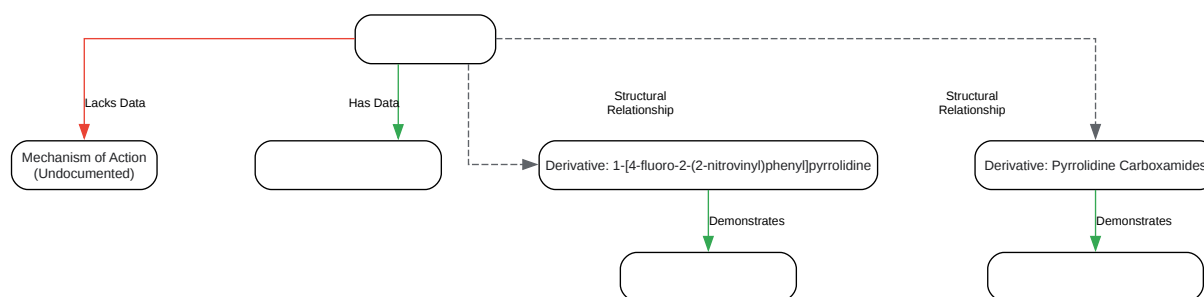 Lacks Data
Has Data
Structural
Relationship
Structural
Relationship
Mechanism of Action
(Undocumented)
Derivative: 1-[4-fluoro-2-(2-nitrovinyl)phenyl]pyrrolidine
Derivative: Pyrrolidine Carboxamides
Demonstrates
Demonstrates